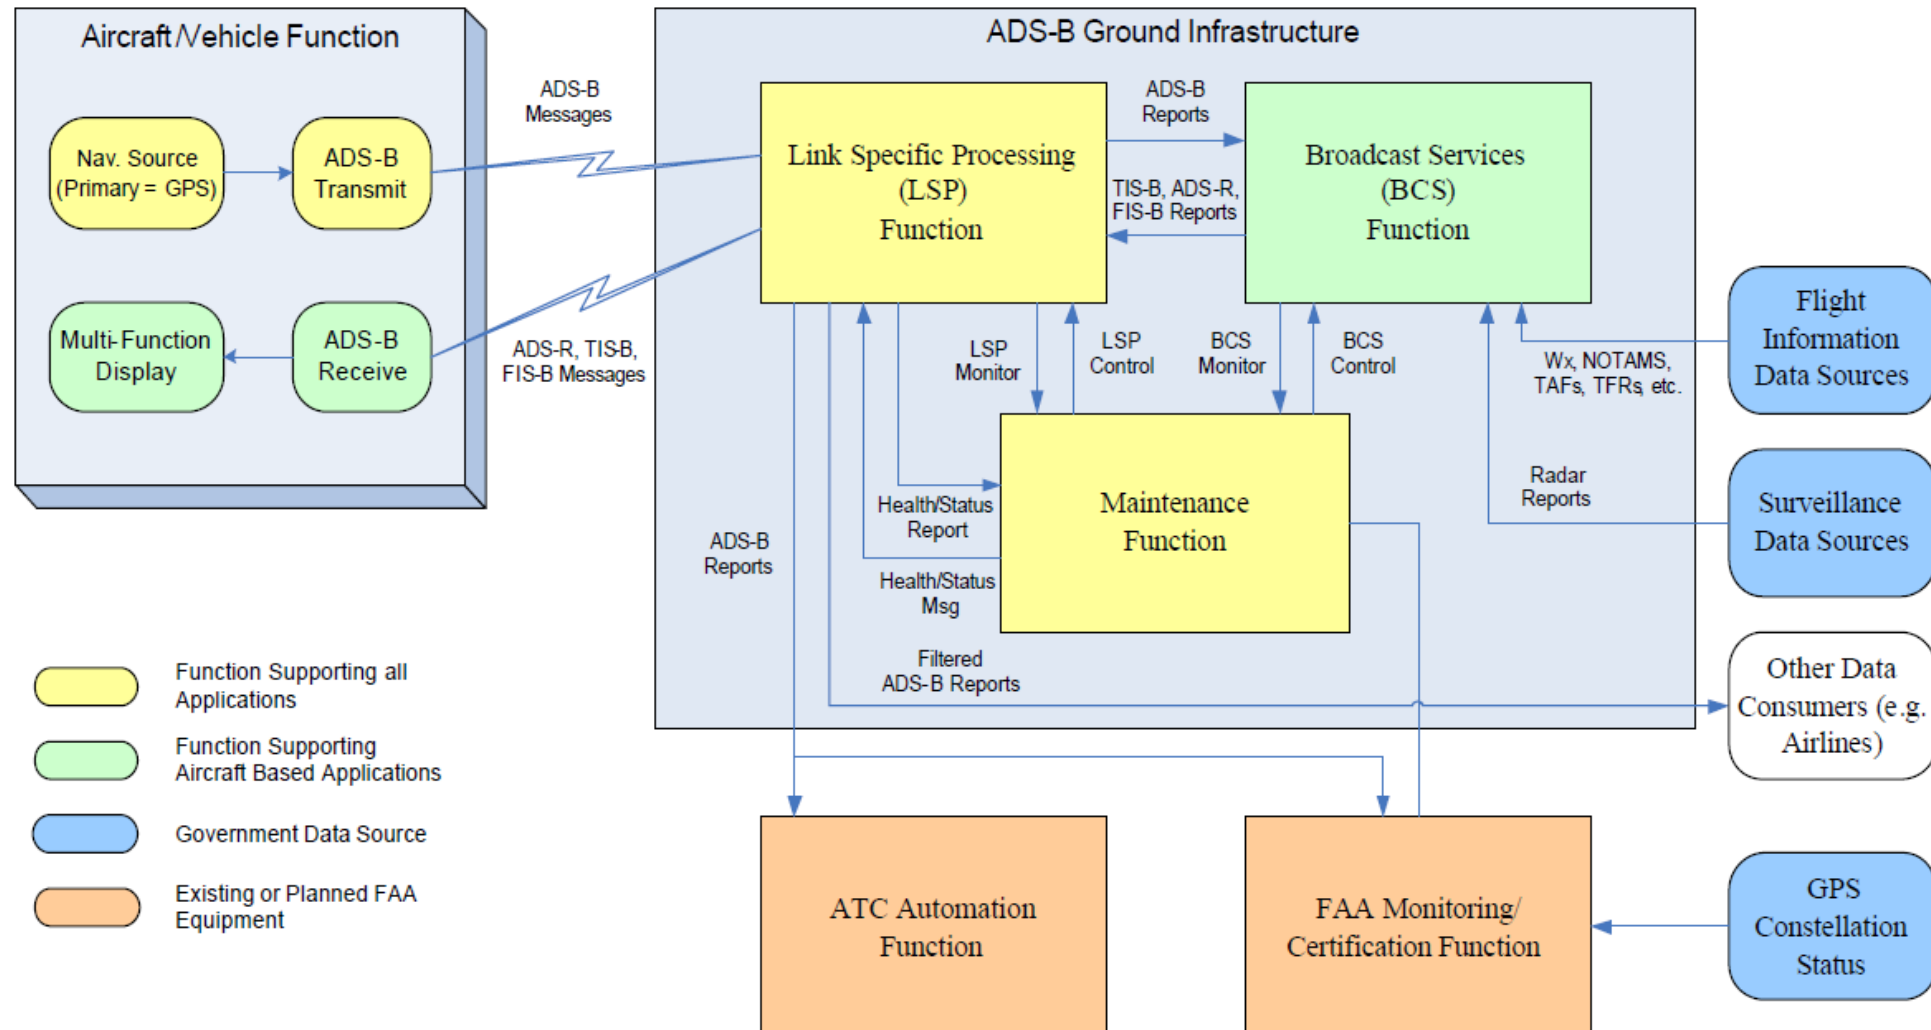 Aircraft/Vehicle Function
Nav. Source
(Primary = GPS)
ADS-B
Transmit
Multi-Function
Display
ADS-B
Receive
ADS-B
Messages
ADS-R, TIS-B,
FIS-B Messages
ADS-B Ground Infrastructure
Link Specific Processing
(LSP)
Function
ADS-B
Reports
TIS-B, ADS-R,
FIS-B Reports
Broadcast Services
(BCS)
Function
LSP
Monitor
LSP
Control
BCS
Monitor
BCS
Control
Wx, NOTAMS,
TAFs, TFRs, etc.
Flight
Information
Data Sources
Radar
Reports
Surveillance
Data Sources
Health/Status
Report
Maintenance
Function
ADS-B
Reports
Health/Status
Msg
Filtered
ADS-B Reports
Other Data
Consumers (e.g.
Airlines)
Function Supporting all
Applications
Function Supporting
Aircraft Based Applications
Government Data Source
Existing or Planned FAA
Equipment
ATC Automation
Function
FAA Monitoring/
Certification Function
GPS
Constellation
Status